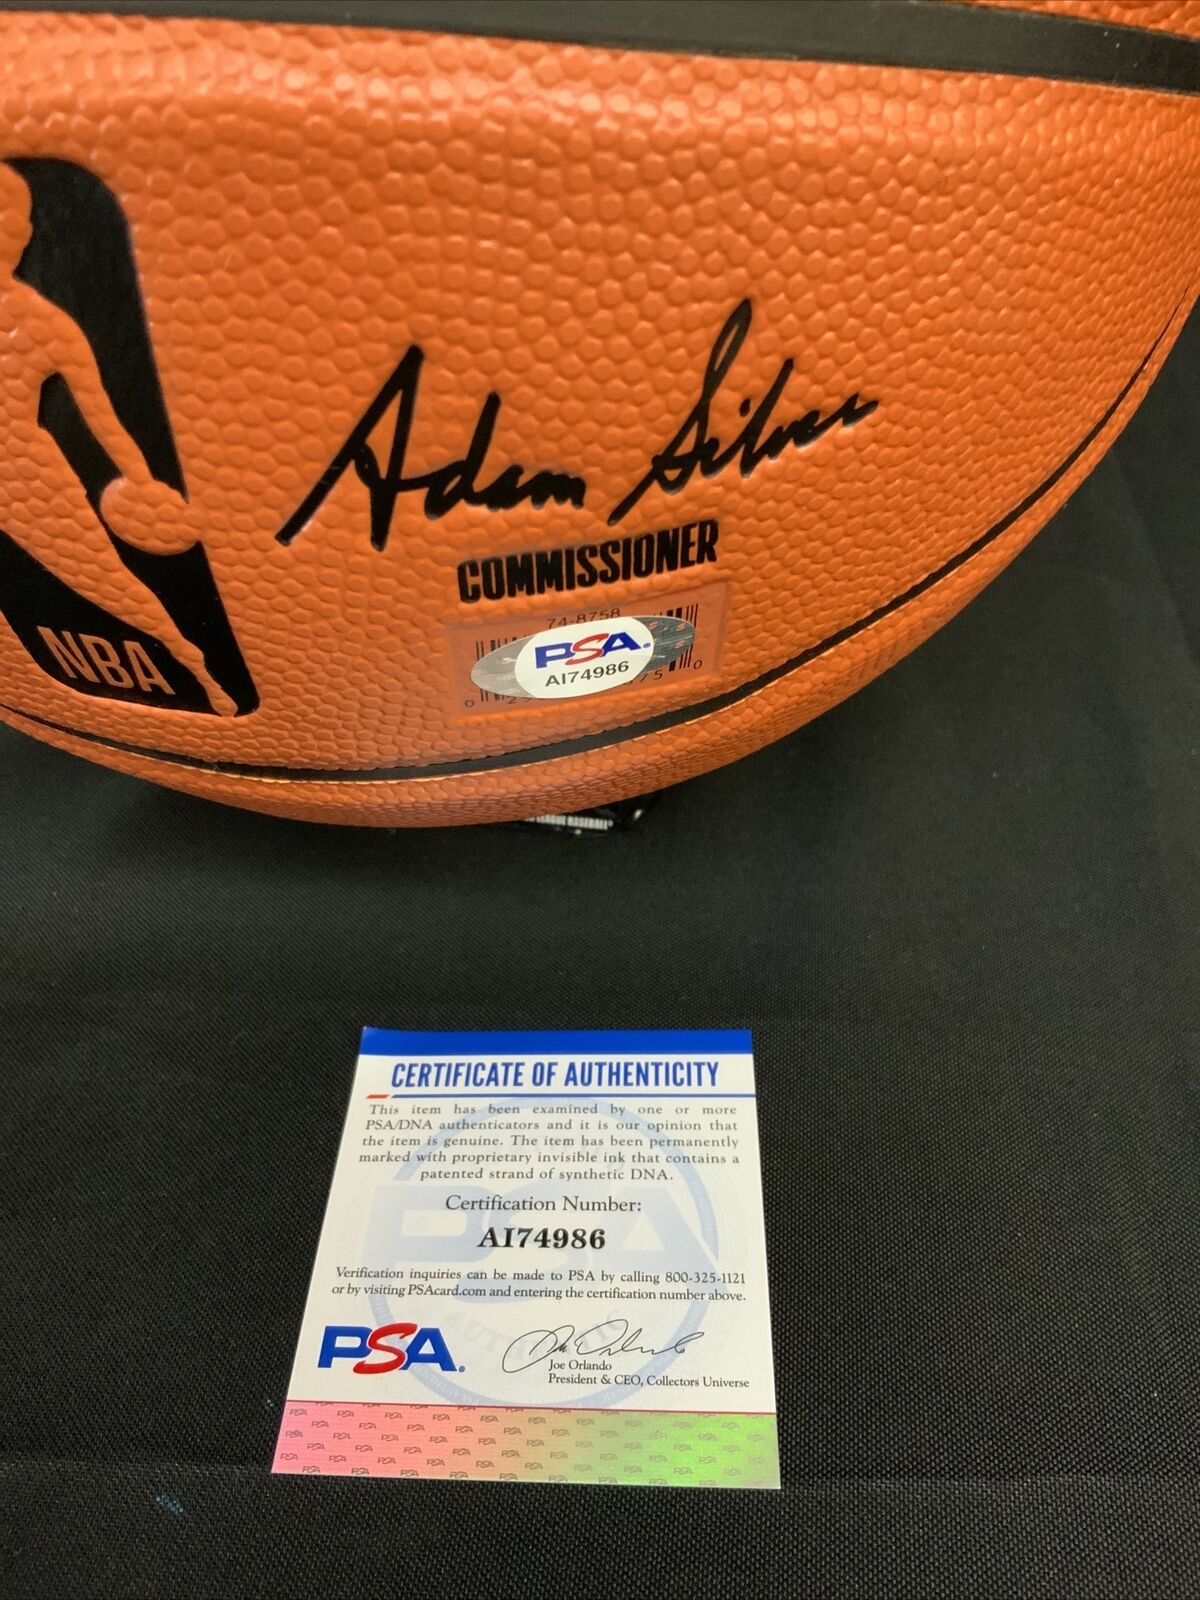 Adam Silver
COMMISSIONER
NBA
74-8758
PSA
AI74986
0
LEAGUE BASEBALL
CERTIFICATE OF AUTHENTICITY
This item has been examined by one or more
PSA/DNA authenticators and it is our opinion that
the item is genuine. The item has been permanently
marked with proprietary invisible ink that contains a
patented strand of synthetic DNA.
Certification Number:
AI74986
Verification inquiries can be made to PSA by calling 800-325-1121
or by visiting PSAcard.com and entering the certification number above.
PSA
Joe Orlando
President & CEO, Collectors Universe